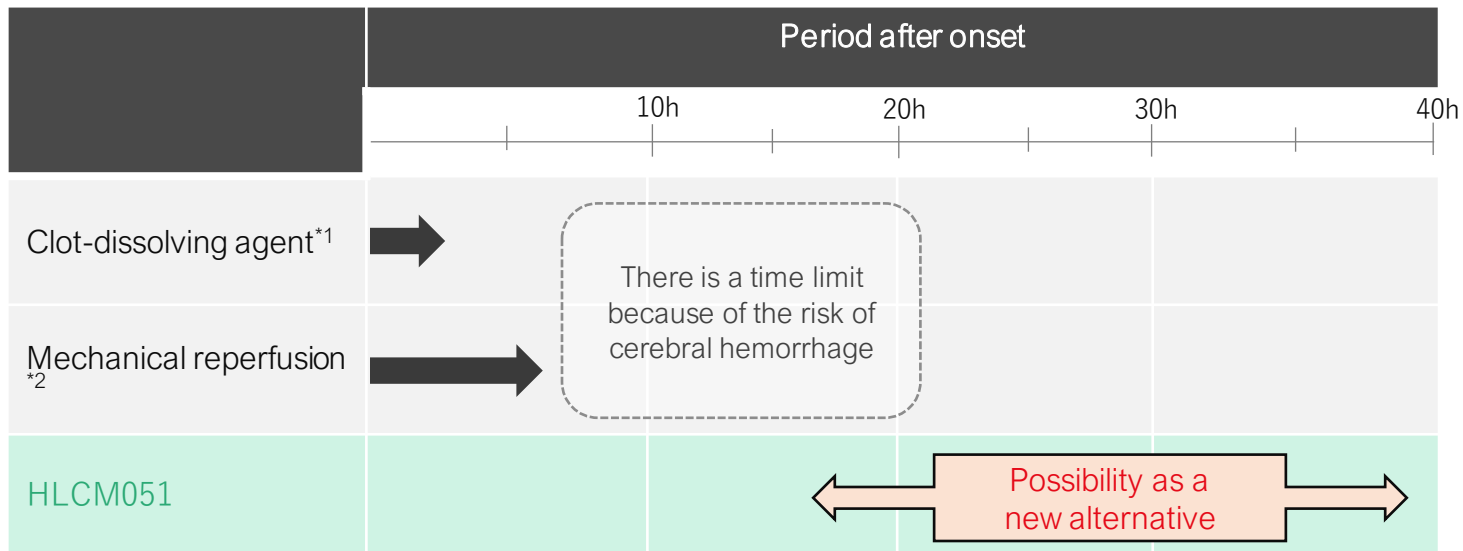 Period after onset
10h
20h
30h
40h
Clot-dissolving agent*1
There is a time limit
because of the risk of
cerebral hemorrhage
Mechanical reperfusion
*2
HLCM051
Possibility as a
new alternative